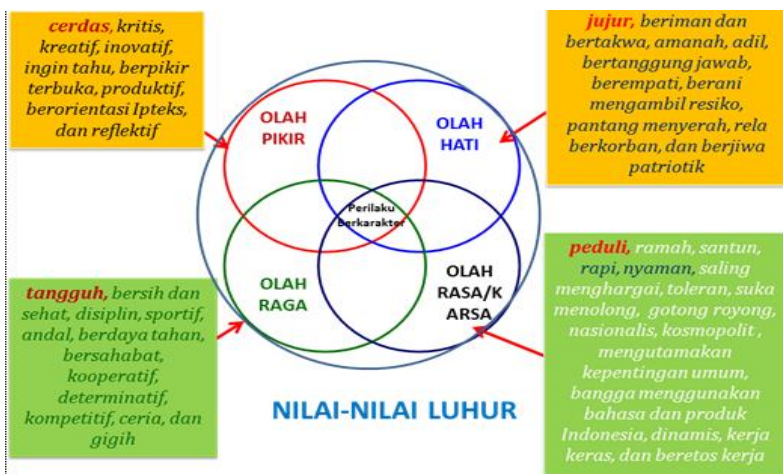 cerdas, kritis,
kreatif, inovatif,
ingin tahu, berpikir
terbuka, produktif,
berorientasi Ipteks,
dan reflektif
jujur, beriman dan
bertakwa, amanah, adil,
bertanggung jawab,
berempati, berani
mengambil resiko,
pantang menyerah, rela
berkorban, dan berjiwa
patriotik
OLAH
PIKIR
OLAH
HATI
Perilaku
Berkarakter
OLAH
RAGA
OLAH
RASA/K
ARSA
tangguh, bersih dan
sehat, disiplin, sportif,
andal, berdaya tahan,
bersahabat,
kooperatif,
determinatif,
kompetitif, ceria, dan
gigih
peduli, ramah, santun,
rapi, nyaman, saling
menghargai, toleran, suka
menolong, gotong royong,
nasionalis, kosmopolit ,
mengutamakan
kepentingan umum,
bangga menggunakan
bahasa dan produk
Indonesia, dinamis, kerja
keras, dan beretos kerja
NILAI-NILAI LUHUR